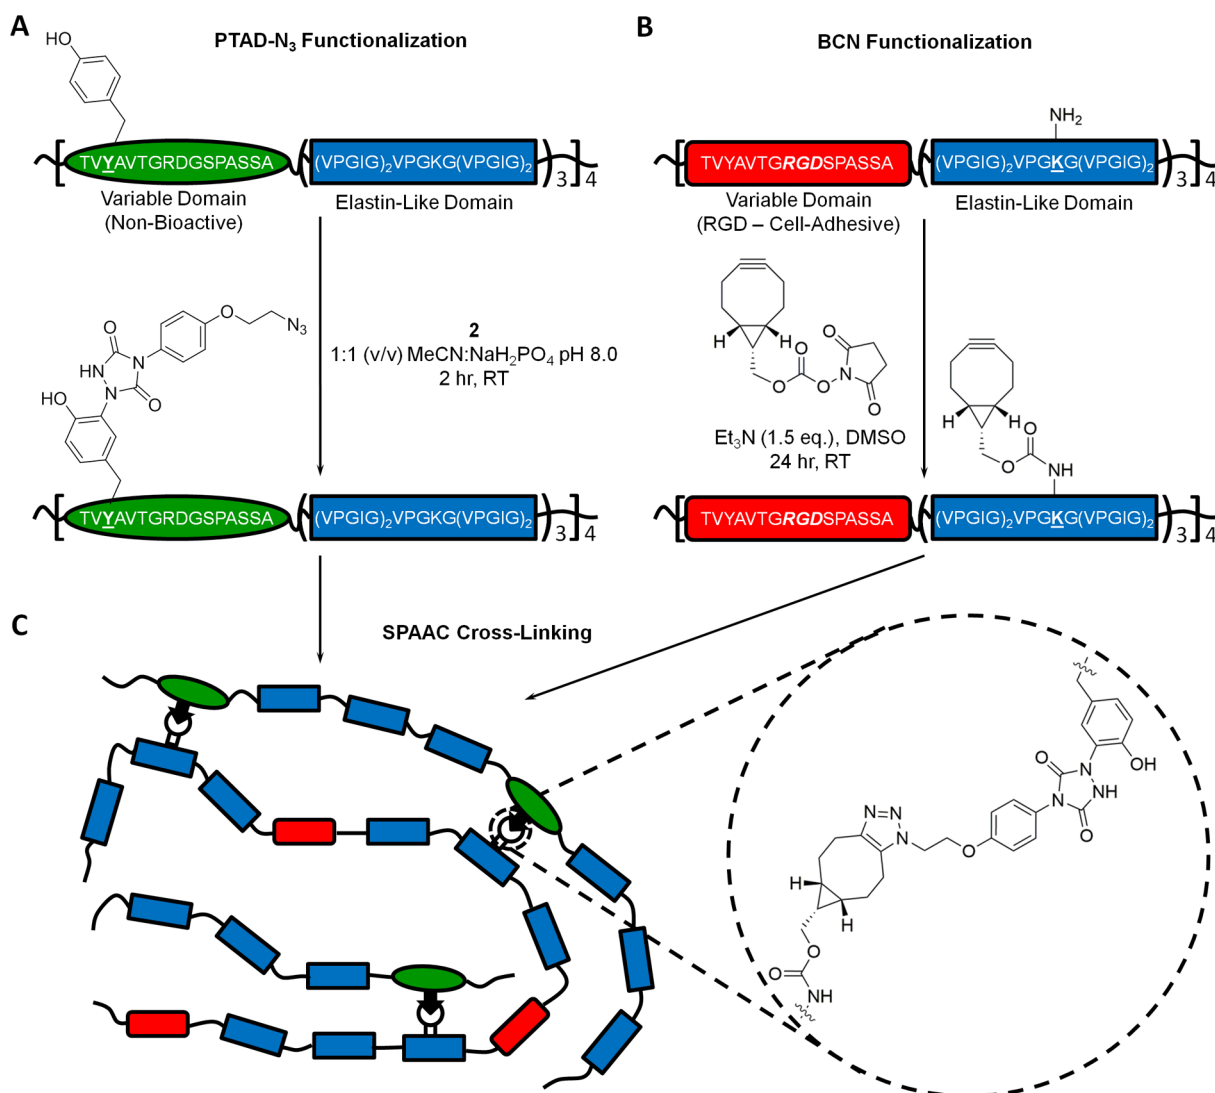 A
PTAD-N₃ Functionalization
HO
[TVYAVTGRDGSPASSA ((VPGIG)₂VPGKG(VPGIG)₂)₃]₄
Variable Domain
(Non-Bioactive)
Elastin-Like Domain
O
N₃
O
N
HN
N
O
HO
2
1:1 (v/v) MeCN:NaH₂PO₄ pH 8.0
2 hr, RT
[TVYAVTGRDGSPASSA ((VPGIG)₂VPGKG(VPGIG)₂)₃]₄
B
BCN Functionalization
NH₂
[TVYAVTGRGDSPASSA ((VPGIG)₂VPGKG(VPGIG)₂)₃]₄
Variable Domain
(RGD – Cell-Adhesive)
Elastin-Like Domain
H
H
O
O
O
O
N
O
Et₃N (1.5 eq.), DMSO
24 hr, RT
H
H
O
O
NH
[TVYAVTGRGDSPASSA ((VPGIG)₂VPGKG(VPGIG)₂)₃]₄
C
SPAAC Cross-Linking
OH
O
N
NH
N
O
O
N=N
N
H
H
O
O
NH